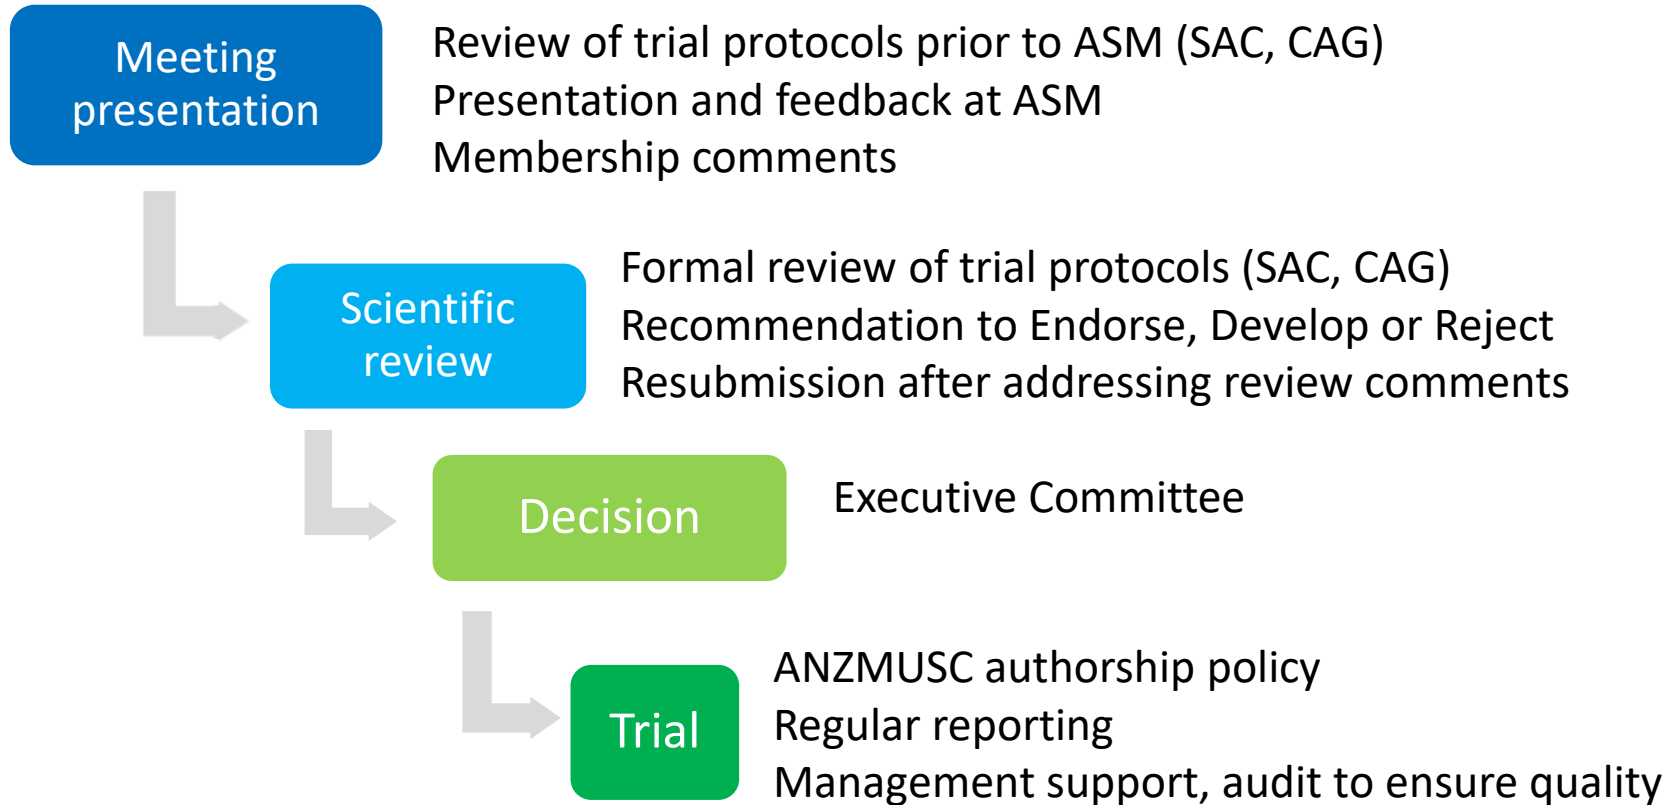 Meeting
presentation
Review of trial protocols prior to ASM (SAC, CAG)
Presentation and feedback at ASM
Membership comments
Scientific
review
Formal review of trial protocols (SAC, CAG)
Recommendation to Endorse, Develop or Reject
Resubmission after addressing review comments
Decision
Executive Committee
Trial
ANZMUSC authorship policy
Regular reporting
Management support, audit to ensure quality